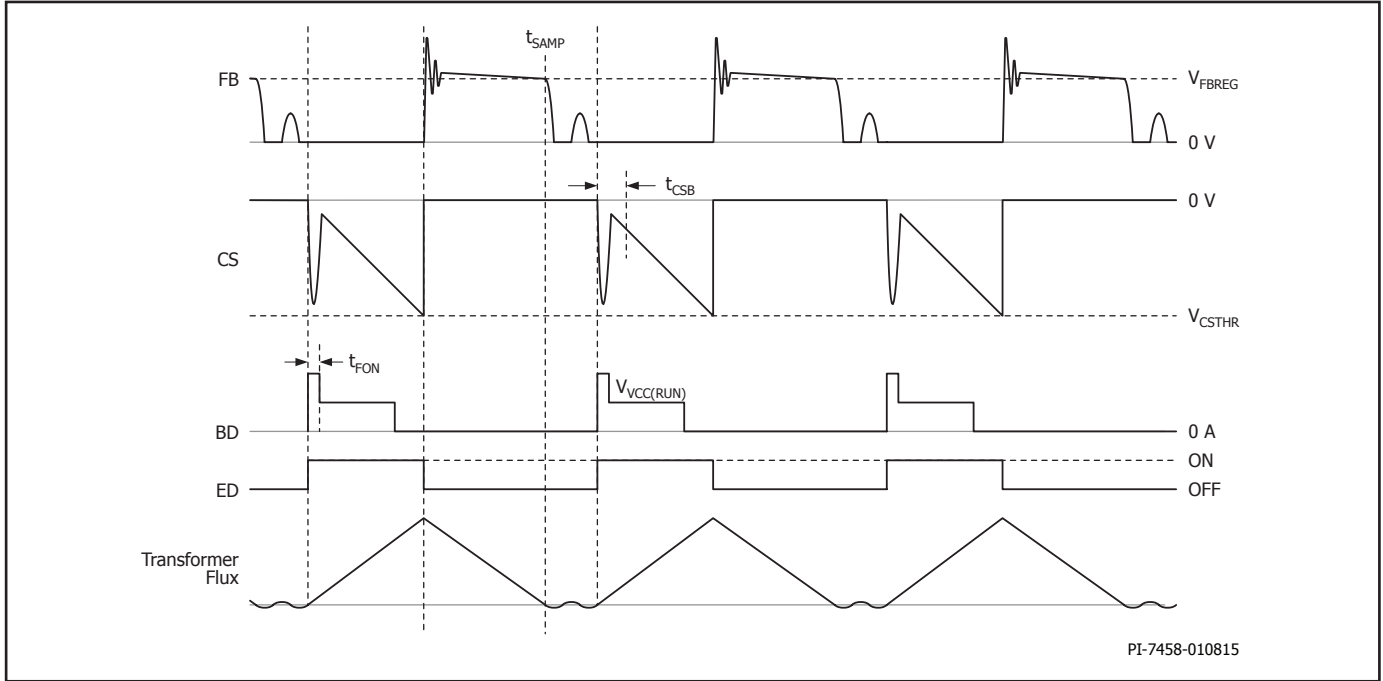 t_SAMP
FB
V_FBREG
0 V
t_CSB
0 V
CS
V_CSTHR
t_FON
V_VCC(RUN)
BD
0 A
ON
ED
OFF
Transformer
Flux
PI-7458-010815